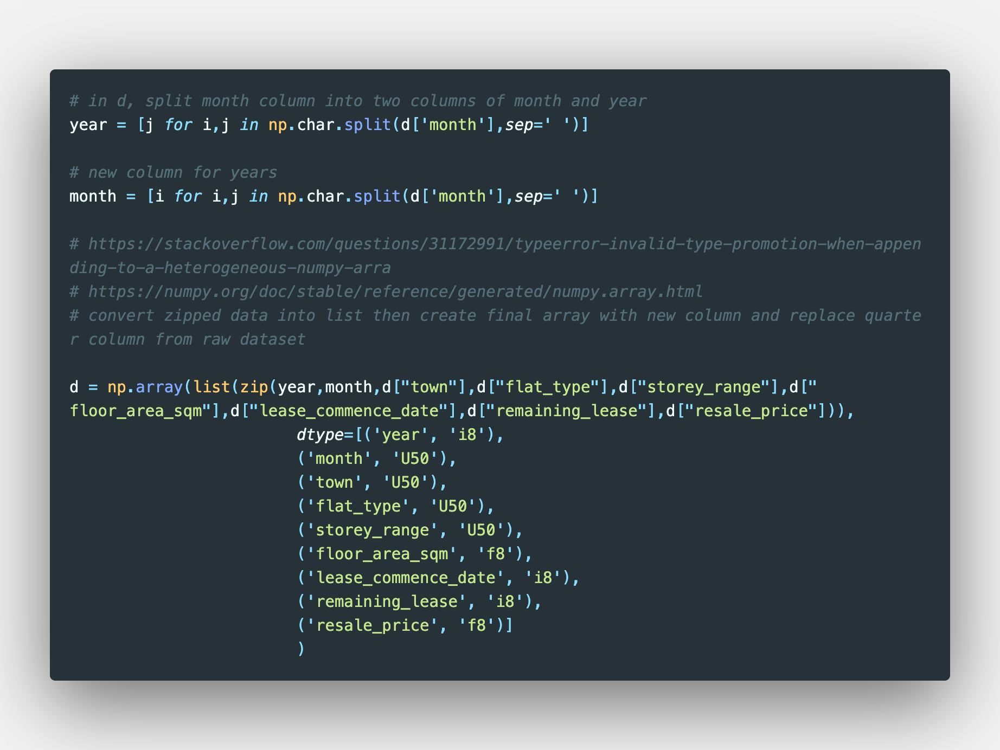 # in d, split month column into two columns of month and year
year = [j for i,j in np.char.split(d['month'],sep=' ')]
# new column for years
month = [i for i,j in np.char.split(d['month'],sep=' ')]
# https://stackoverflow.com/questions/31172991/typeerror-invalid-type-promotion-when-appen
ding-to-a-heterogeneous-numpy-arra
# https://numpy.org/doc/stable/reference/generated/numpy.array.html
# convert zipped data into list then create final array with new column and replace quarte
r column from raw dataset
d = np.array(list(zip(year,month,d["town"],d["flat_type"],d["storey_range"],d["
floor_area_sqm"],d["lease_commence_date"],d["remaining_lease"],d["resale_price"])),
dtype=[('year', 'i8'),
('month', 'U50'),
('town', 'U50'),
('flat_type', 'U50'),
('storey_range', 'U50'),
('floor_area_sqm', 'f8'),
('lease_commence_date', 'i8'),
('remaining_lease', 'i8'),
('resale_price', 'f8')]
)